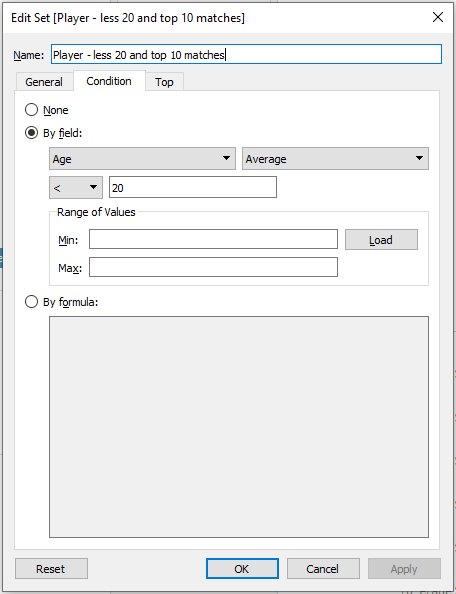 Edit Set [Player - less 20 and top 10 matches]
Name: Player - less 20 and top 10 matches
General Condition Top
None
By field:
Age Average
< 20
Range of Values
Min: Load
Max:
By formula:
Reset OK Cancel Apply